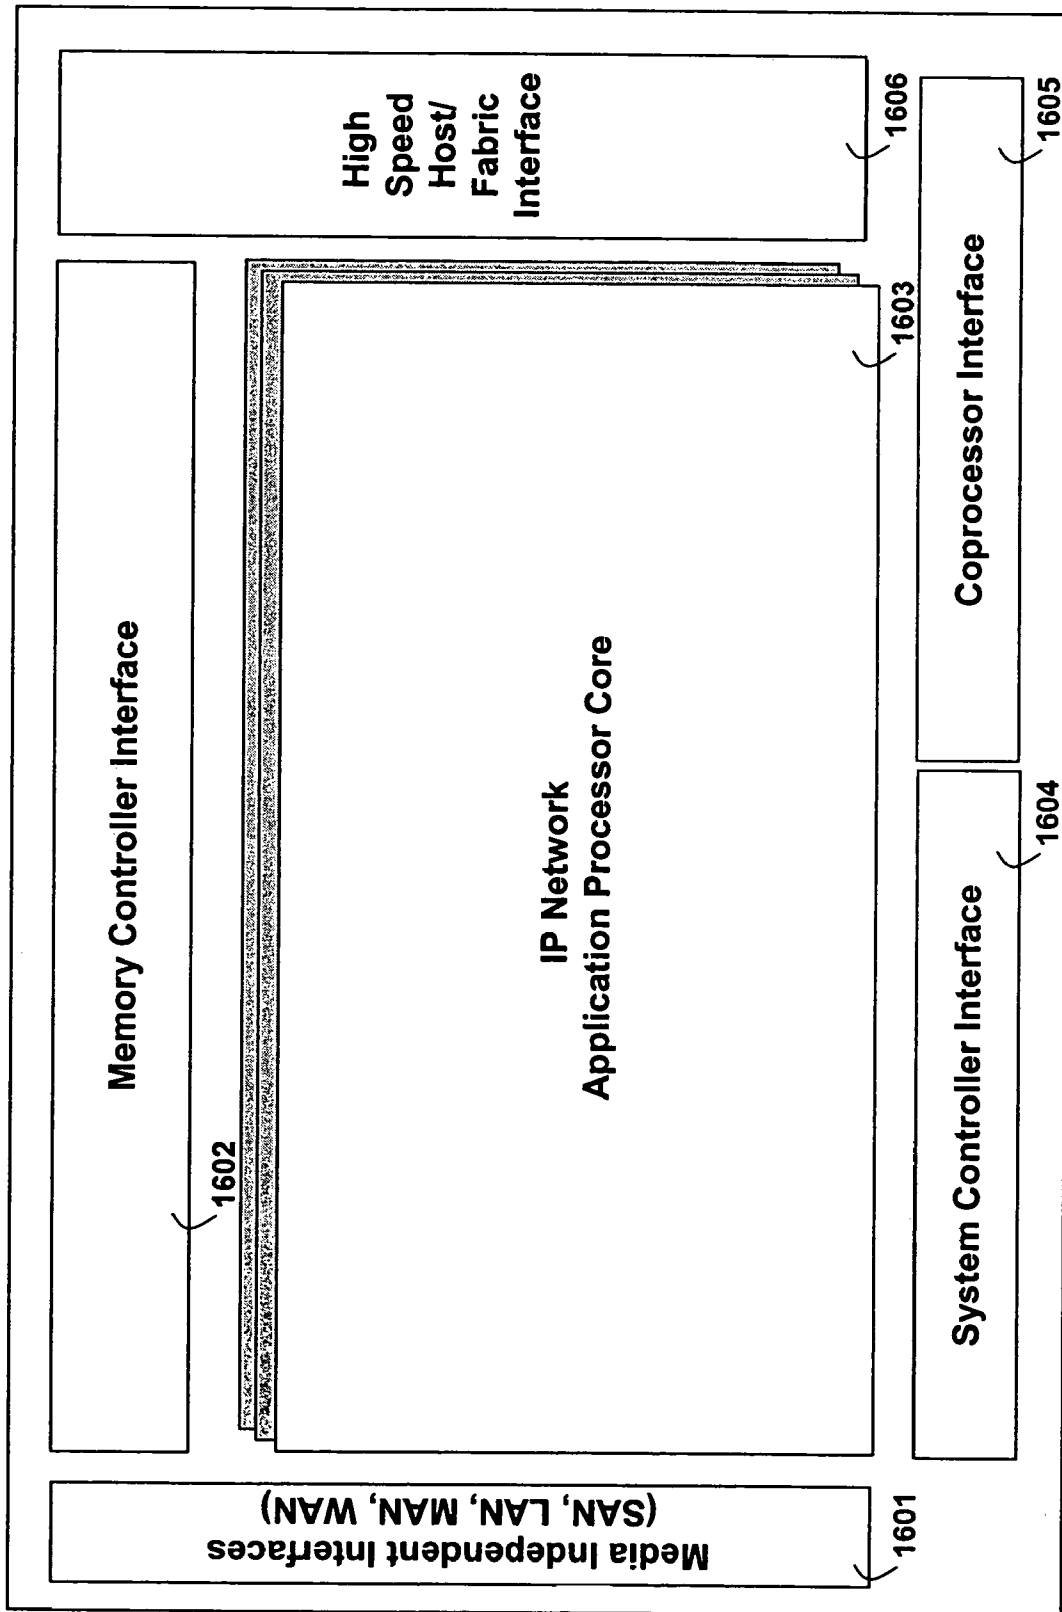 Memory Controller Interface
1602
Media Independent Interfaces
(SAN, LAN, MAN, WAN)
1601
IP Network
Application Processor Core
1603
High
Speed
Host/
Fabric
Interface
1606
System Controller Interface
1604
Coprocessor Interface
1605